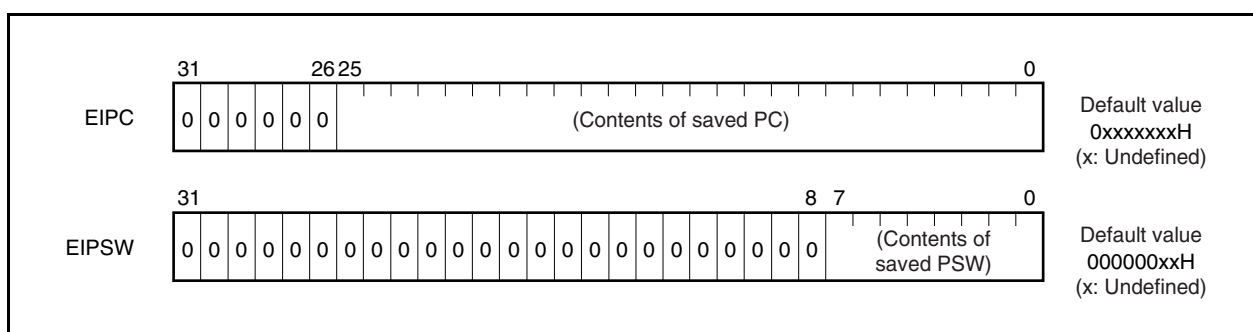 31 26 25 0
EIPC 0 0 0 0 0 0 (Contents of saved PC)
Default value
0xxxxxxxH
(x: Undefined)
31 8 7 0
EIPSW 0 0 0 0 0 0 0 0 0 0 0 0 0 0 0 0 0 0 0 0 0 0 0 0 (Contents of
saved PSW)
Default value
000000xxH
(x: Undefined)